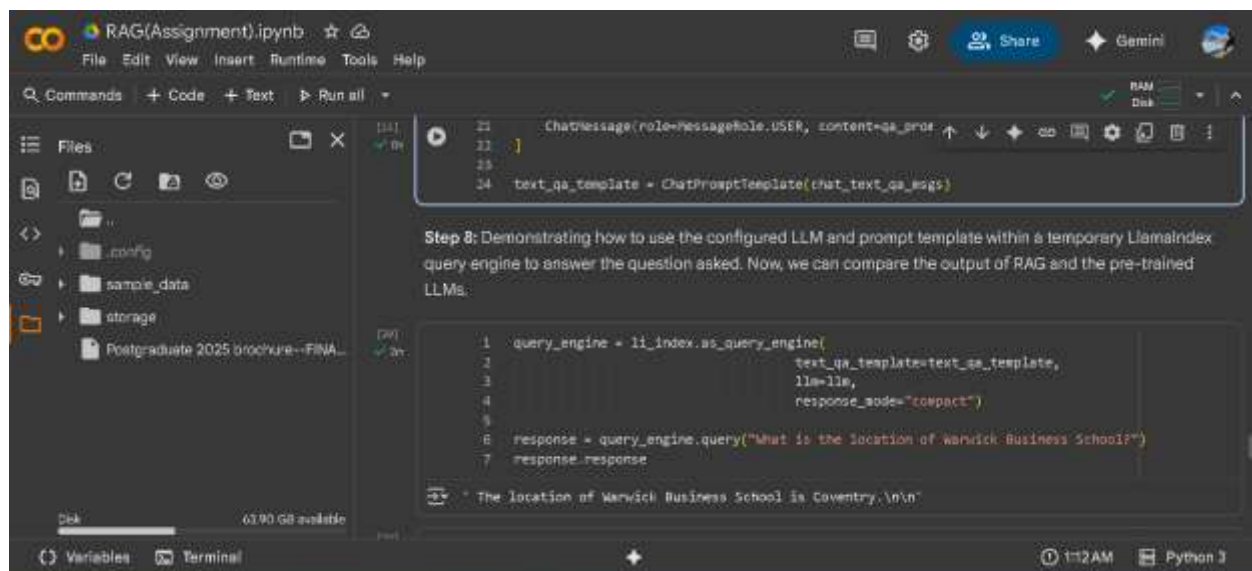 CO RAG(Assignment).ipynb
File Edit View Insert Runtime Tools Help
Share
Gemini
Commands + Code + Text Run all
RAM
Disk
Files
..
.config
sample_data
storage
Postgraduate 2025 brochure--FINA...
Disk 63.90 GB available
21 ChatMessage(role=MessageRole.USER, content=qa_prom
22 ]
23
24 text_qa_template = ChatPromptTemplate(chat_text_qa_msgs)
Step 8: Demonstrating how to use the configured LLM and prompt template within a temporary LlamaIndex
query engine to answer the question asked. Now, we can compare the output of RAG and the pre-trained
LLMs.
1 query_engine = li_index.as_query_engine(
2 text_qa_template=text_qa_template,
3 llm=llm,
4 response_mode="compact")
5
6 response = query_engine.query("What is the location of Warwick Business School?")
7 response.response
' The location of Warwick Business School is Coventry.\n\n'
Variables Terminal
1:12 AM Python 3